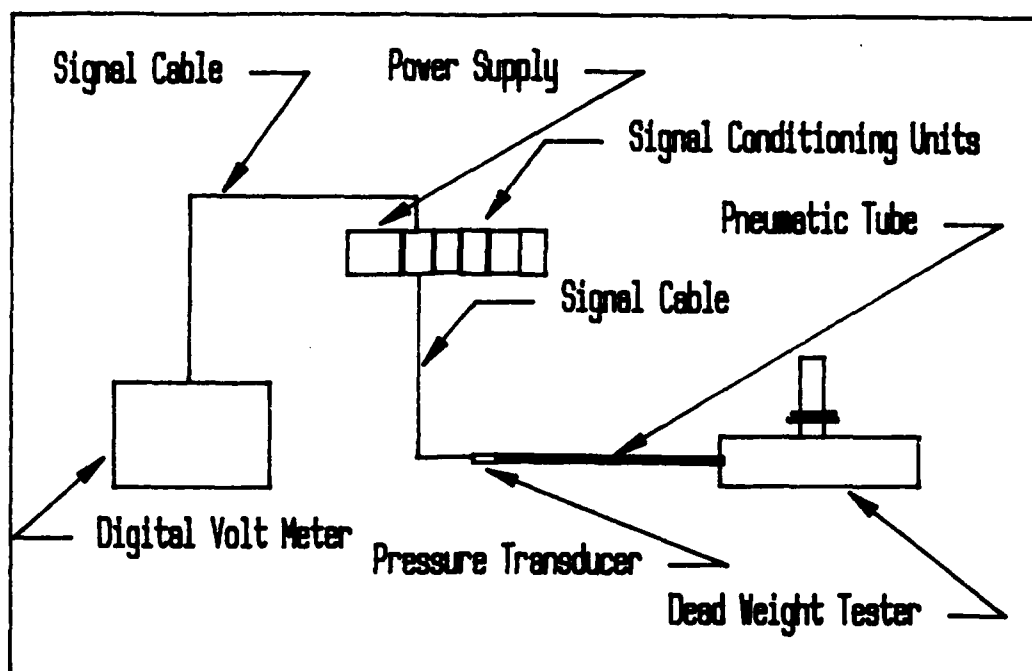 Signal Cable
Power Supply
Signal Conditioning Units
Pneumatic Tube
Signal Cable
Digital Volt Meter
Pressure Transducer
Dead Weight Tester